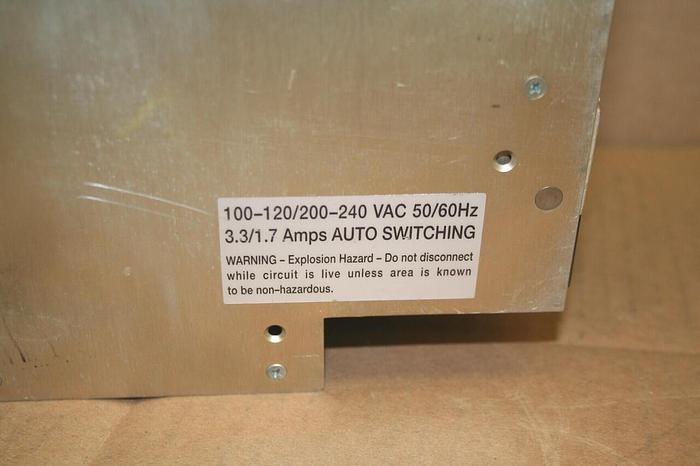 100-120/200-240 VAC 50/60Hz
3.3/1.7 Amps AUTO SWITCHING
WARNING - Explosion Hazard - Do not disconnect
while circuit is live unless area is known
to be non-hazardous.